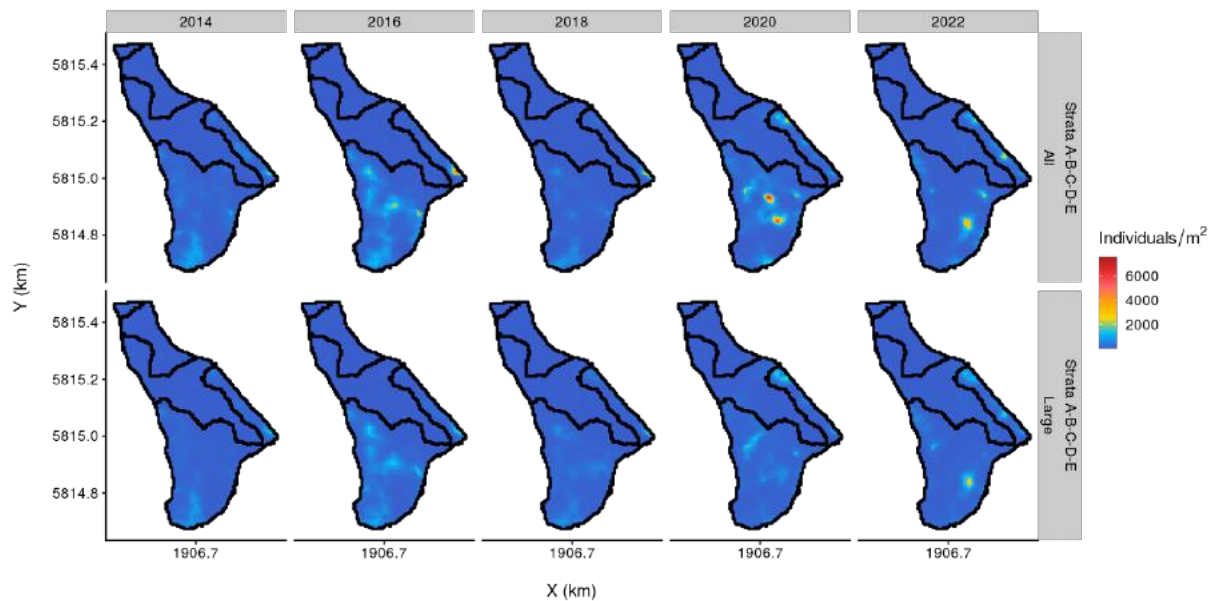 2014 2016 2018 2020 2022
5815.4
5815.2
5815.0
5814.8
Strata A-B-C-D-E
All
5815.4
5815.2
5815.0
5814.8
Strata A-B-C-D-E
Large
Y (km)
Individuals/m²
6000
4000
2000
1906.7 1906.7 1906.7 1906.7 1906.7
X (km)